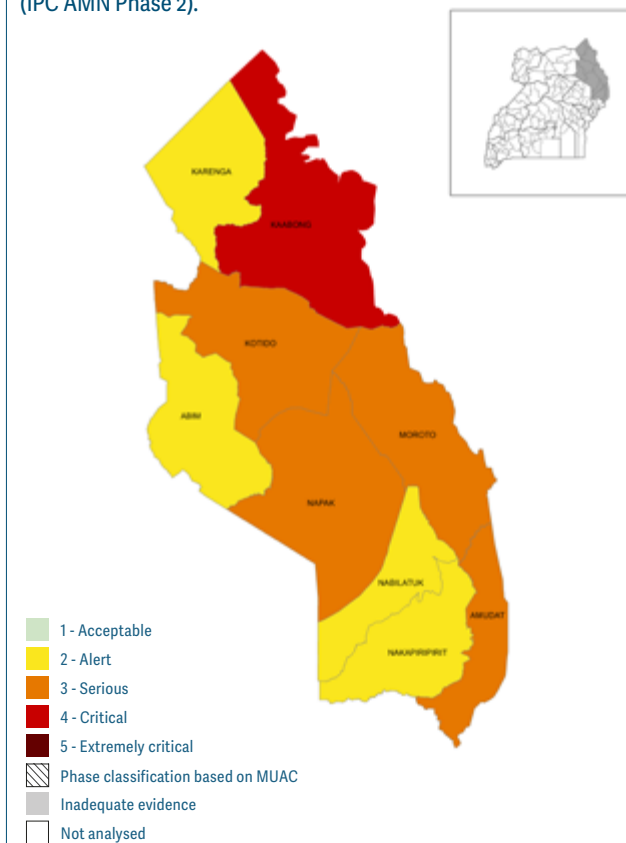 (IPC AMN Phase 2).
KARENGA
KAABONG
KOTIDO
ABIM
MOROTO
NAPAK
NABILATUK
AMUDAT
NAKAPIRIPIRIT
1 - Acceptable
2 - Alert
3 - Serious
4 - Critical
5 - Extremely critical
Phase classification based on MUAC
Inadequate evidence
Not analysed